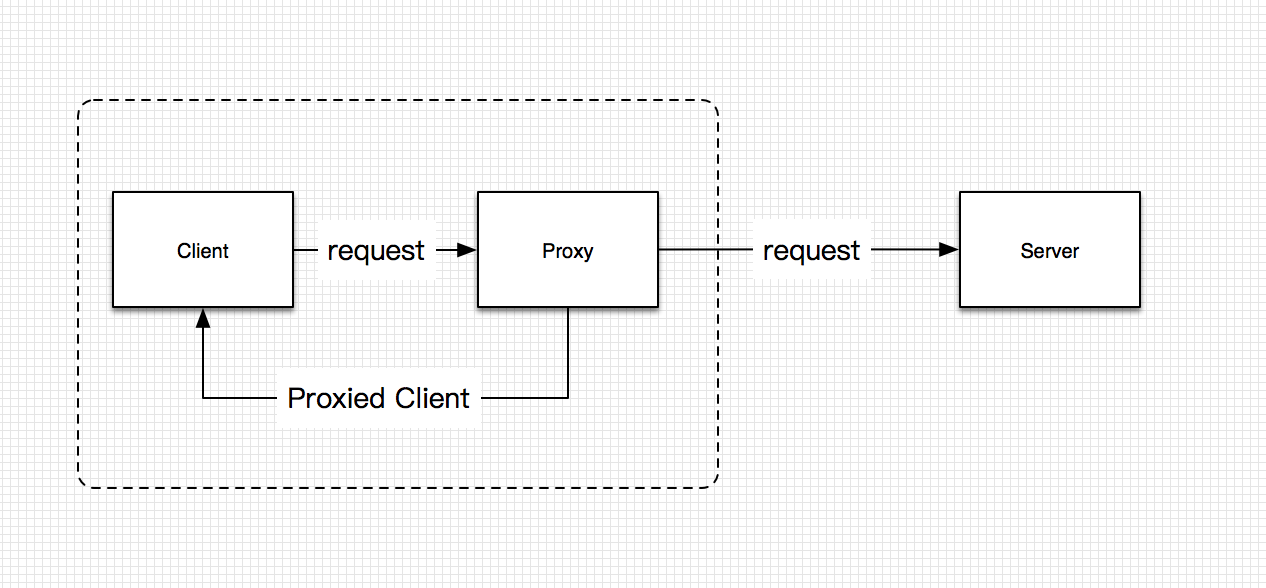 Client
request
Proxy
request
Server
Proxied Client